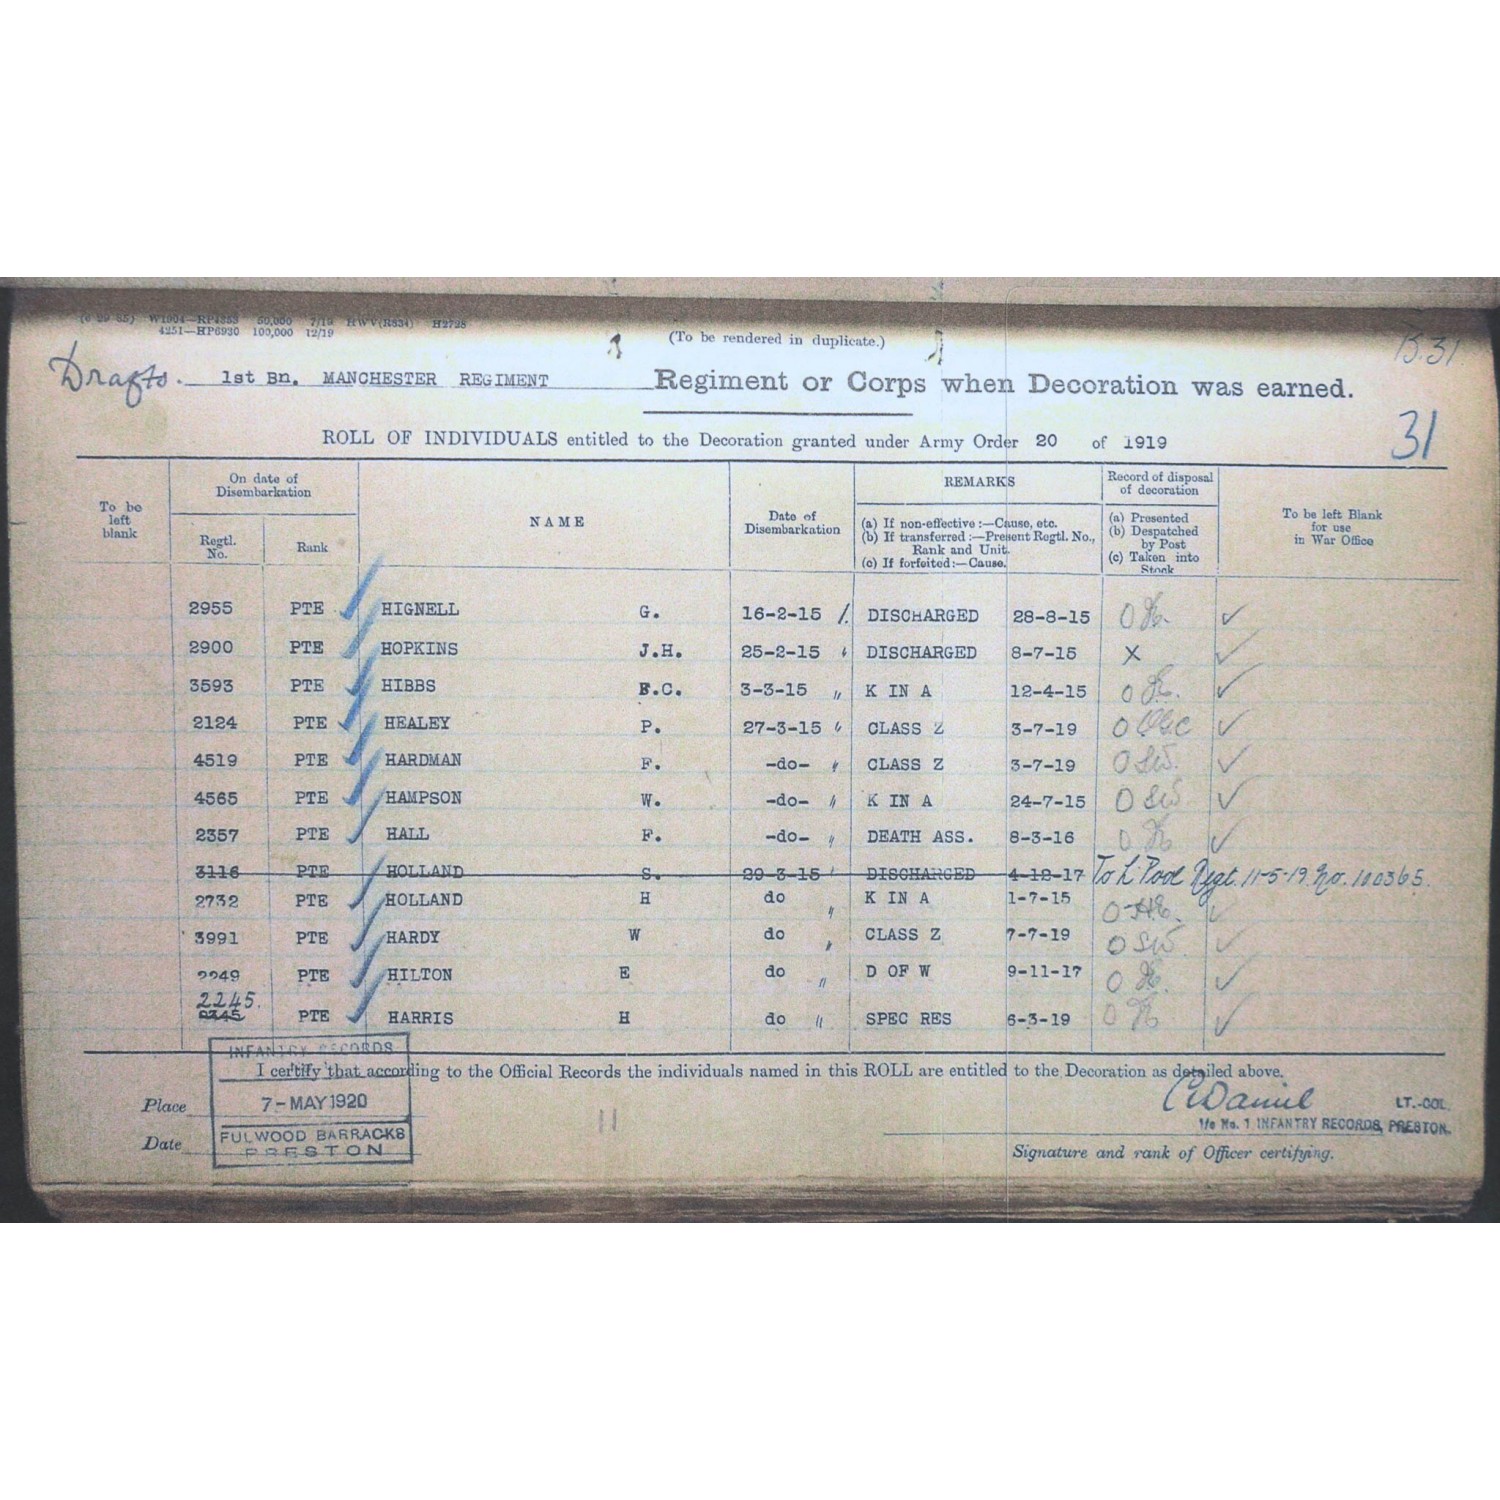 4251—HP6930 100,000 12/19 H2728
(To be rendered in duplicate.)
B.31.
Drafts. 1st Bn. MANCHESTER REGIMENT Regiment or Corps when Decoration was earned.
31
ROLL OF INDIVIDUALS entitled to the Decoration granted under Army Order 20 of 1919
To be left blank
On date of Disembarkation
Regtl. No.
Rank
NAME
Date of Disembarkation
REMARKS
(a) If non-effective :—Cause, etc.
(b) If transferred :—Present Regtl. No., Rank and Unit.
(c) If forfeited :—Cause.
Record of disposal of decoration
(a) Presented
(b) Despatched by Post
(c) Taken into Stock
To be left Blank for use in War Office
2955 PTE HIGNELL G. 16-2-15 DISCHARGED 28-8-15
2900 PTE HOPKINS J.H. 25-2-15 " DISCHARGED 8-7-15 X
3593 PTE HIBBS F.C. 3-3-15 " K IN A 12-4-15
2124 PTE HEALEY P. 27-3-15 " CLASS Z 3-7-19
4519 PTE HARDMAN F. -do- " CLASS Z 3-7-19
4565 PTE HAMPSON W. -do- " K IN A 24-7-15
2357 PTE HALL F. -do- " DEATH ASS. 8-3-16
3116 PTE HOLLAND S. 29-3-15 " DISCHARGED 4-12-17 To L'Pool Regt. 11-5-19. No. 100365.
2732 PTE HOLLAND H do " K IN A 1-7-15
3991 PTE HARDY W do " CLASS Z 7-7-19
2249 PTE HILTON E do " D OF W 9-11-17
2245.
2345 PTE HARRIS H do " SPEC RES 6-3-19
INFANTRY RECORDS
I certify that according to the Official Records the individuals named in this ROLL are entitled to the Decoration as detailed above.
Place
7-MAY 1920
CDaniel LT.-COL.
I/c No. 1 INFANTRY RECORDS, PRESTON.
Date
FULWOOD BARRACKS
PRESTON
11
Signature and rank of Officer certifying.